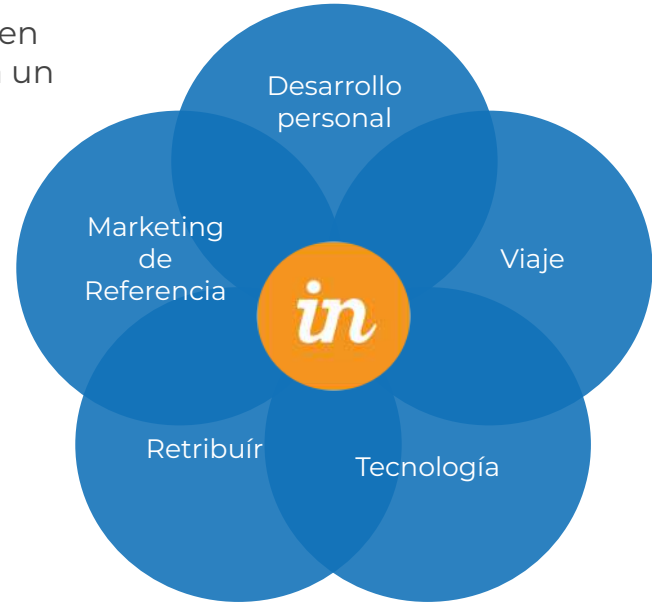 en
un
Desarrollo
personal
Marketing
de
Referencia
Viaje
in
Retribuír
Tecnología